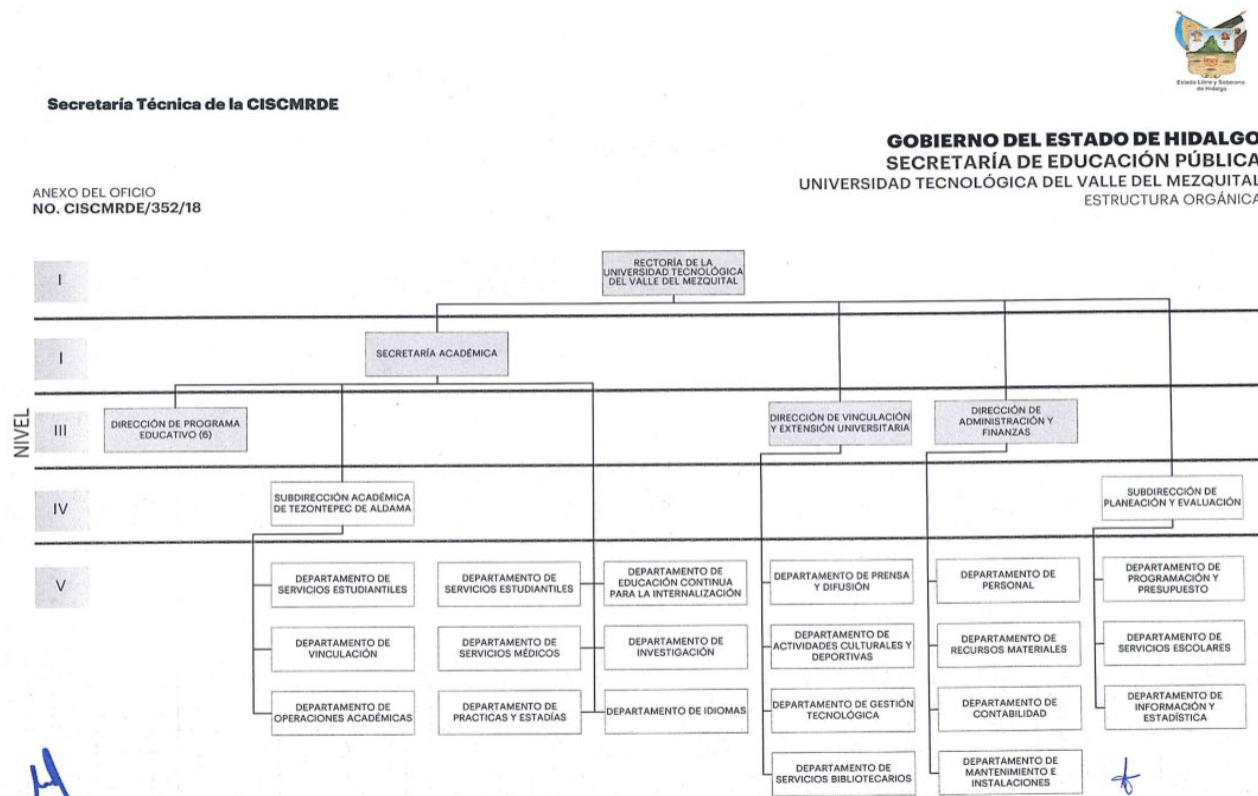 Estado Libre y Soberano
de Hidalgo
Secretaría Técnica de la CISCMRDE
GOBIERNO DEL ESTADO DE HIDALGO
SECRETARÍA DE EDUCACIÓN PÚBLICA
UNIVERSIDAD TECNOLÓGICA DEL VALLE DEL MEZQUITAL
ESTRUCTURA ORGÁNICA
ANEXO DEL OFICIO
NO. CISCMRDE/352/18
NIVEL
I
RECTORÍA DE LA
UNIVERSIDAD TECNOLÓGICA
DEL VALLE DEL MEZQUITAL
I
SECRETARÍA ACADÉMICA
III
DIRECCIÓN DE PROGRAMA
EDUCATIVO (6)
DIRECCIÓN DE VINCULACIÓN
Y EXTENSIÓN UNIVERSITARIA
DIRECCIÓN DE
ADMINISTRACIÓN Y
FINANZAS
IV
SUBDIRECCIÓN ACADÉMICA
DE TEZONTEPEC DE ALDAMA
SUBDIRECCIÓN DE
PLANEACIÓN Y EVALUACIÓN
V
DEPARTAMENTO DE
SERVICIOS ESTUDIANTILES
DEPARTAMENTO DE
SERVICIOS ESTUDIANTILES
DEPARTAMENTO DE
EDUCACIÓN CONTINUA
PARA LA INTERNALIZACIÓN
DEPARTAMENTO DE PRENSA
Y DIFUSIÓN
DEPARTAMENTO DE
PERSONAL
DEPARTAMENTO DE
PROGRAMACIÓN Y
PRESUPUESTO
DEPARTAMENTO DE
VINCULACIÓN
DEPARTAMENTO DE
SERVICIOS MÉDICOS
DEPARTAMENTO DE
INVESTIGACIÓN
DEPARTAMENTO DE
ACTIVIDADES CULTURALES Y
DEPORTIVAS
DEPARTAMENTO DE
RECURSOS MATERIALES
DEPARTAMENTO DE
SERVICIOS ESCOLARES
DEPARTAMENTO DE
OPERACIONES ACADÉMICAS
DEPARTAMENTO DE
PRACTICAS Y ESTADÍAS
DEPARTAMENTO DE IDIOMAS
DEPARTAMENTO DE GESTIÓN
TECNOLÓGICA
DEPARTAMENTO DE
CONTABILIDAD
DEPARTAMENTO DE
INFORMACIÓN Y
ESTADÍSTICA
DEPARTAMENTO DE
SERVICIOS BIBLIOTECARIOS
DEPARTAMENTO DE
MANTENIMIENTO E
INSTALACIONES